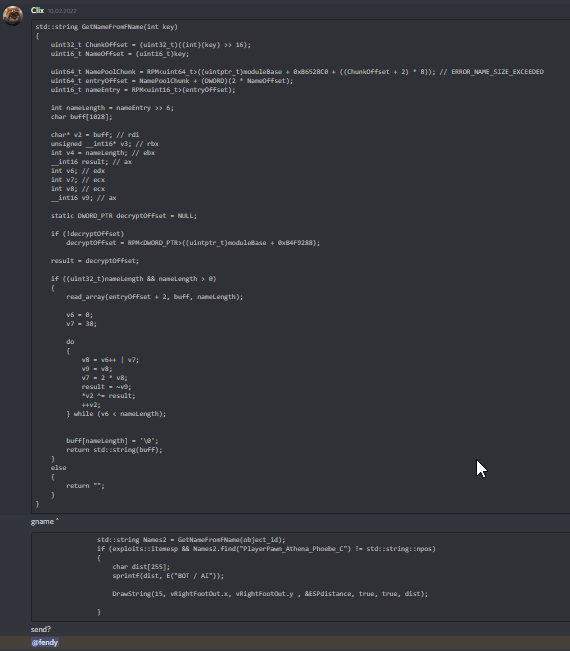 Clix 15.03.2022
std::string GetNameFromFName(int key)
{
uint32_t ChunkOffset = (uint32_t)((int)(key) >> 16);
uint16_t NameOffset = (uint16_t)key;
uint64_t NamePoolChunk = RPM<uint64_t>((uintptr_t)moduleBase + 0xB6528C0 + ((ChunkOffset + 2) * 8)); // ERROR_NAME_SIZE_EXCEEDED
uint64_t entryOffset = NamePoolChunk + (DWORD)(2 * NameOffset);
uint16_t nameEntry = RPM<uint16_t>(entryOffset);
int nameLength = nameEntry >> 6;
char buff[1028];
char* v2 = buff; // rdi
unsigned __int16* v3; // rbx
int v4 = nameLength; // ebx
__int16 result; // ax
int v6; // edx
int v7; // ecx
int v8; // ecx
__int16 v9; // ax
static DWORD_PTR decryptOffset = NULL;
if (!decryptOffset)
decryptOffset = RPM<DWORD_PTR>((uintptr_t)moduleBase + 0xB4F9288);
result = decryptOffset;
if ((uint32_t)nameLength && nameLength > 0)
{
read_array(entryOffset + 2, buff, nameLength);
v6 = 0;
v7 = 38;
do
{
v8 = v6++ | v7;
v9 = v8;
v7 = 2 * v8;
result = ~v9;
*v2 ^= result;
++v2;
} while (v6 < nameLength);
buff[nameLength] = '\0';
return std::string(buff);
}
else
{
return "";
}
}
gname ^
std::string Names2 = GetNameFromFName(object_id);
if (exploits::itemesp && Names2.find("PlayerPawn_Athena_Phoebe_C") != std::string::npos)
{
char dist[255];
sprintf(dist, E("BOT / AI"));
DrawString(15, vRightFootOut.x, vRightFootOut.y , &ESPdistance, true, true, dist);
}
send?
@fendy